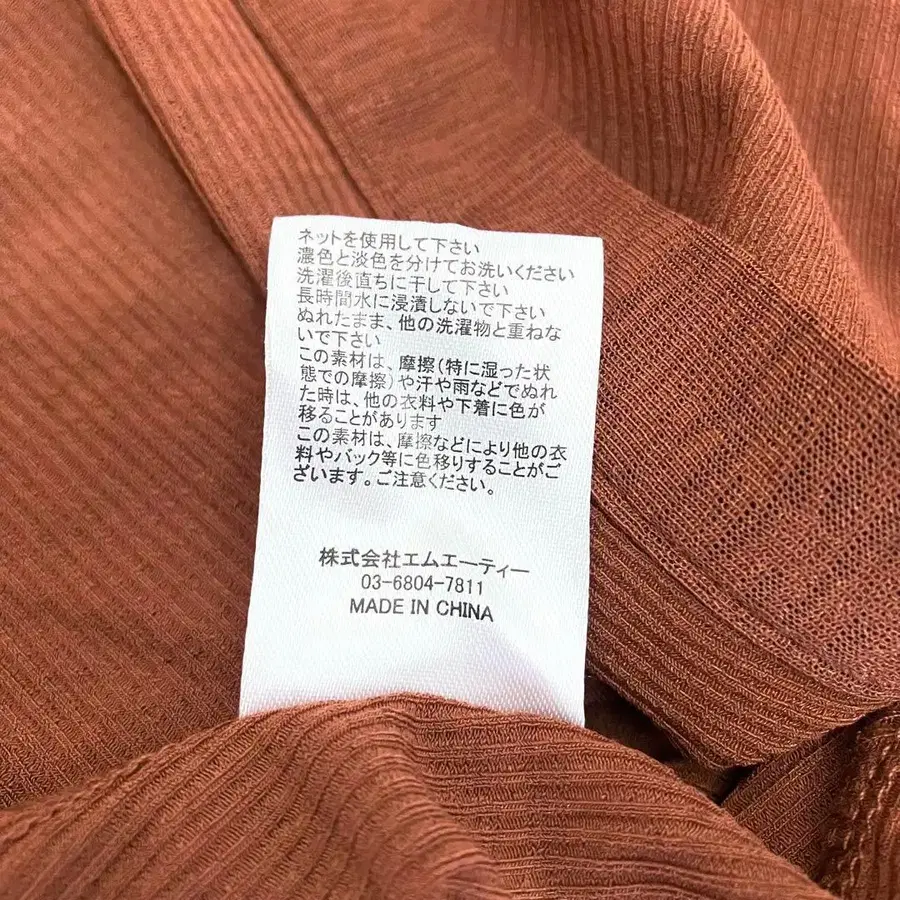 ネットを使用して下さい
濃色と淡色を分けてお洗いください
洗濯後直ちに干して下さい
長時間水に浸漬しないで下さい
ぬれたまま、他の洗濯物と重ねな
いで下さい
この素材は、摩擦(特に湿った状
態での摩擦)や汗や雨などでぬれ
た時は、他の衣料や下着に色が
移ることがあります
この素材は、摩擦などにより他の衣
料やバック等に色移りすることがご
ざいます。ご注意ください。
株式会社エムエーティー
03-6804-7811
MADE IN CHINA